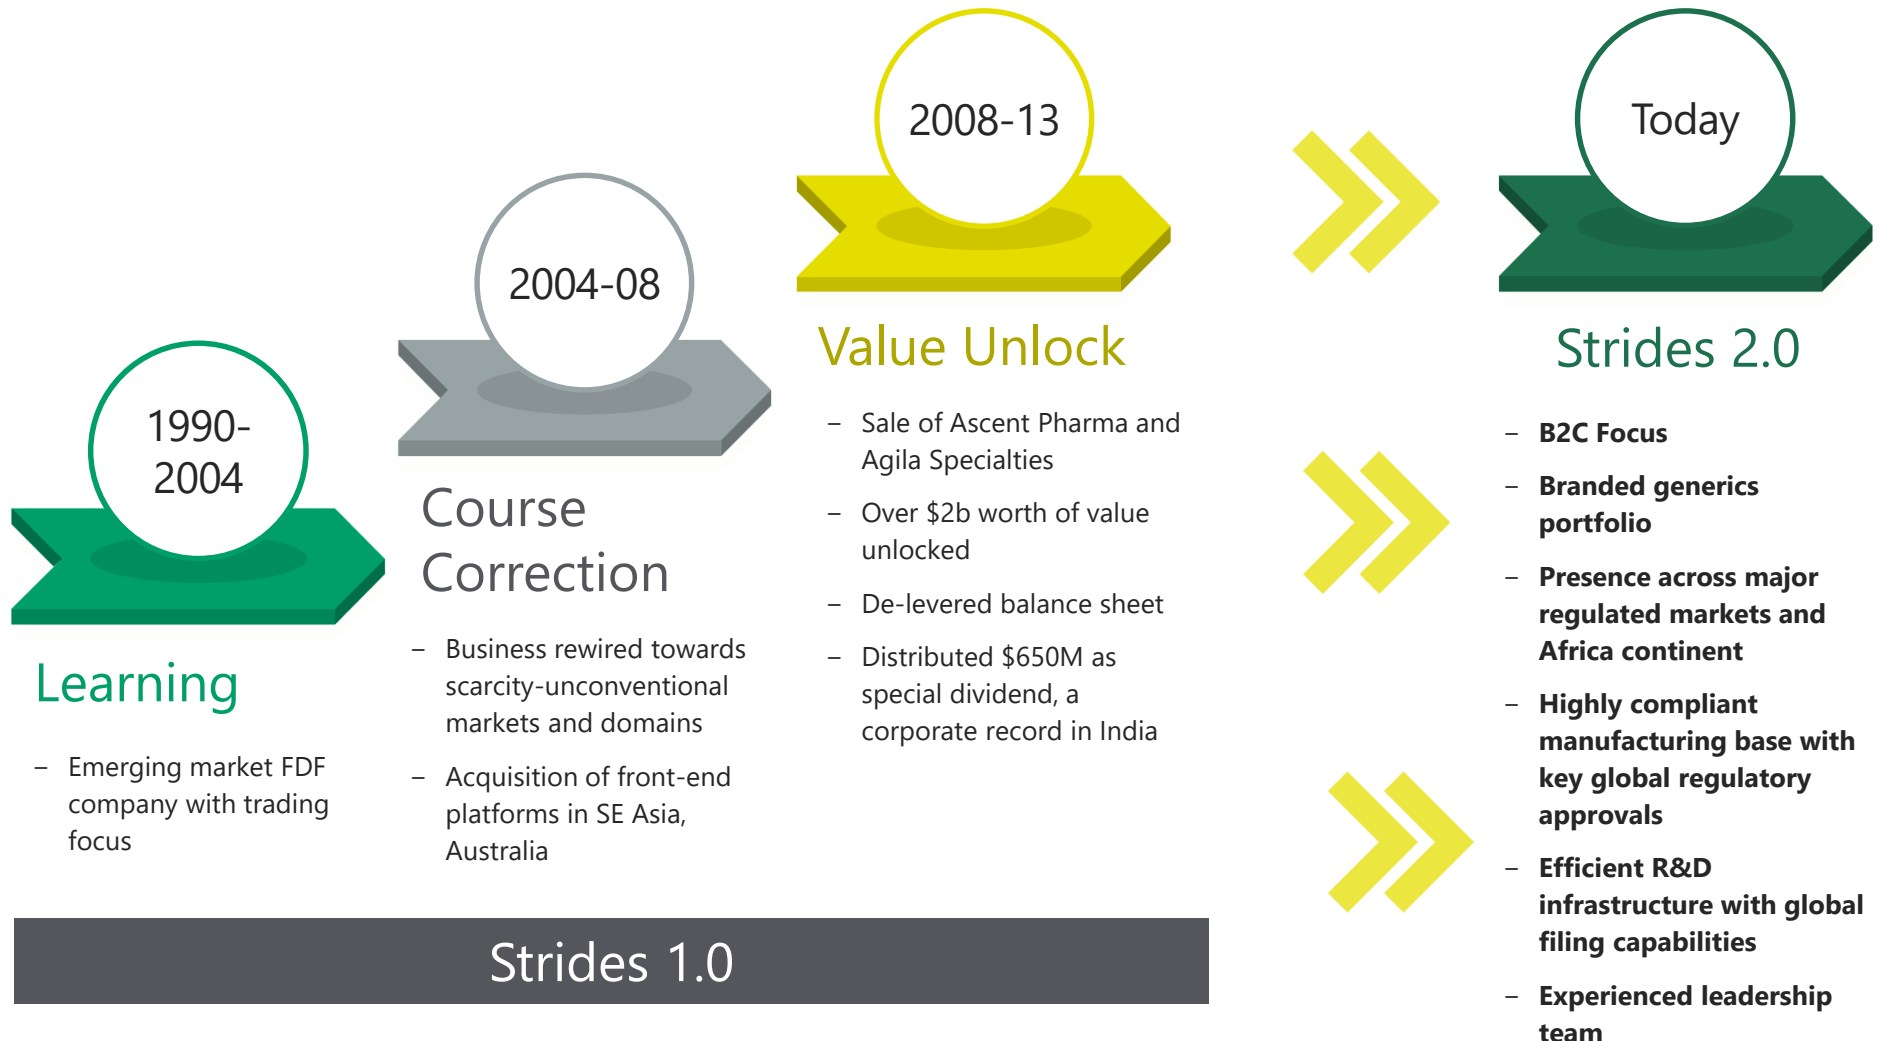 1990-
2004
Learning
– Emerging market FDF
company with trading
focus
2004-08
Course
Correction
– Business rewired towards
scarcity-unconventional
markets and domains
– Acquisition of front-end
platforms in SE Asia,
Australia
2008-13
Value Unlock
– Sale of Ascent Pharma and
Agila Specialties
– Over $2b worth of value
unlocked
– De-levered balance sheet
– Distributed $650M as
special dividend, a
corporate record in India
Strides 1.0
Today
Strides 2.0
– B2C Focus
– Branded generics
portfolio
– Presence across major
regulated markets and
Africa continent
– Highly compliant
manufacturing base with
key global regulatory
approvals
– Efficient R&D
infrastructure with global
filing capabilities
– Experienced leadership
team